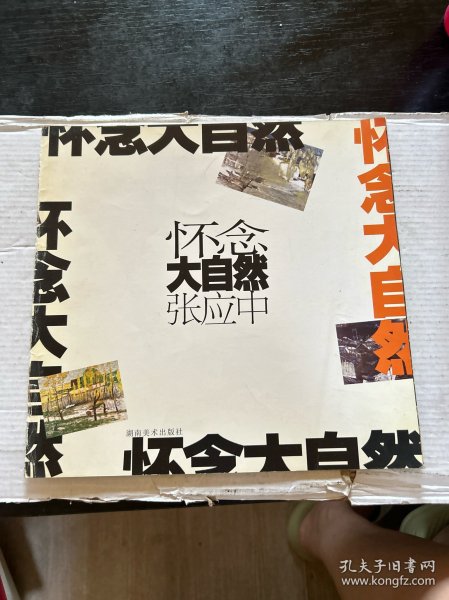 怀念大自然
怀念大自然
怀念大自然
怀念
大自然
张应中
湖南美术出版社
怀念大自然
孔夫子旧书网
www.kongfz.com